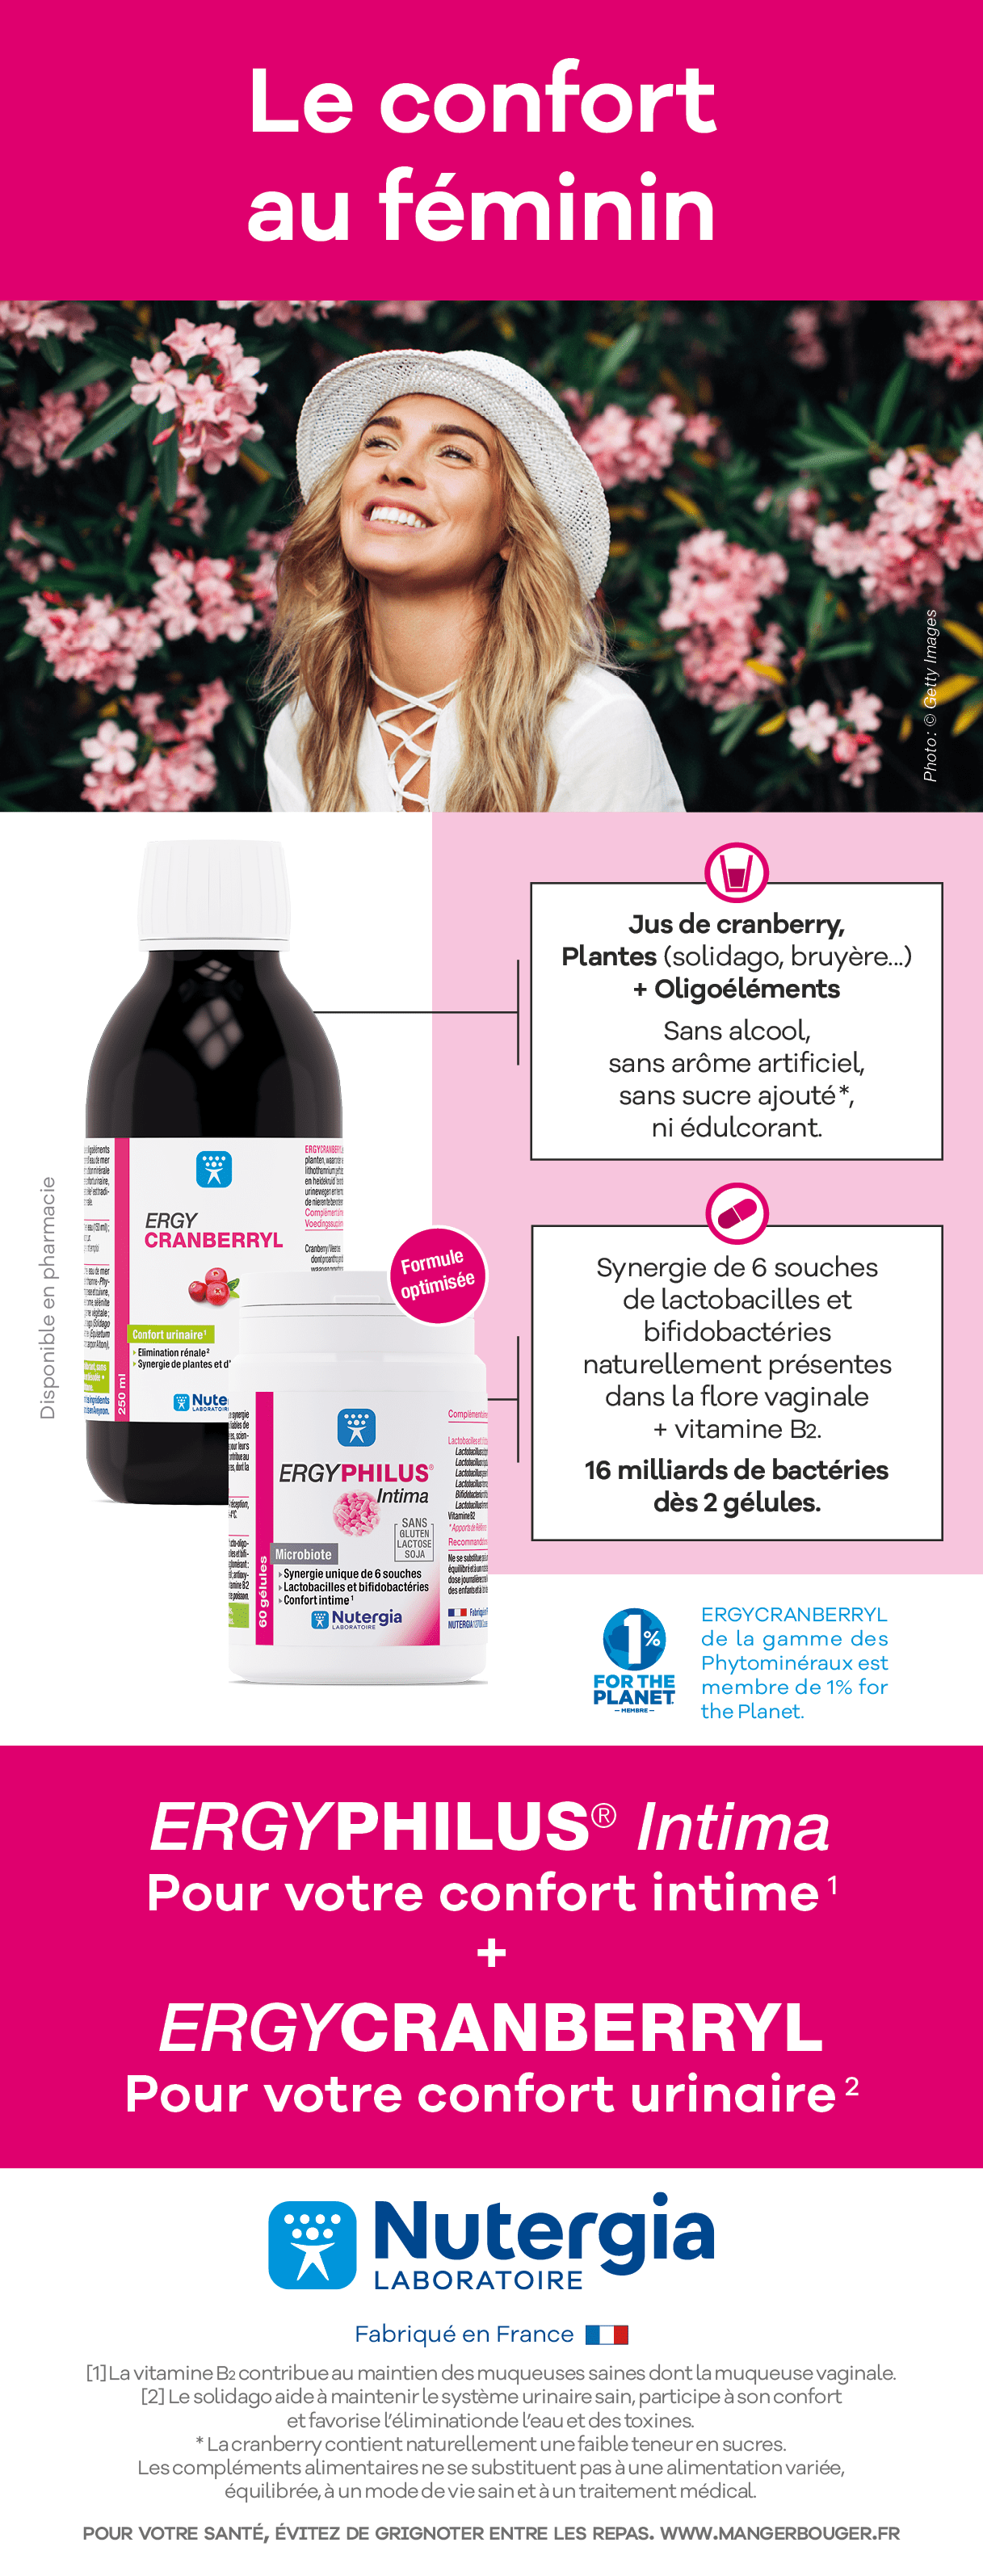 Le confort
au féminin
Photo : © Getty Images
Disponible en pharmacie
Jus de cranberry,
Plantes (solidago, bruyère...)
+ Oligoéléments
Sans alcool,
sans arôme artificiel,
sans sucre ajouté*,
ni édulcorant.
ERGY
CRANBERRYL
Confort urinaire¹
Elimination rénale²
Synergie de plantes et d'
250 ml
Nute
LABORATOIR
Formule
optimisée
ERGYPHILUS®
Intima
SANS
GLUTEN
LACTOSE
SOJA
Microbiote
Synergie unique de 6 souches
Lactobacilles et bifidobactéries
Confort intime¹
60 gélules
Nutergia
LABORATOIRE
Synergie de 6 souches
de lactobacilles et
bifidobactéries
naturellement présentes
dans la flore vaginale
+ vitamine B2.
16 milliards de bactéries
dès 2 gélules.
1%
FOR THE
PLANET
MEMBRE
ERGYCRANBERRYL
de la gamme des
Phytominéraux est
membre de 1% for
the Planet.
ERGYPHILUS® Intima
Pour votre confort intime ¹
+
ERGYCRANBERRYL
Pour votre confort urinaire ²
Nutergia
LABORATOIRE
Fabriqué en France
[1] La vitamine B2 contribue au maintien des muqueuses saines dont la muqueuse vaginale.
[2] Le solidago aide à maintenir le système urinaire sain, participe à son confort
et favorise l'éliminationde l'eau et des toxines.
* La cranberry contient naturellement une faible teneur en sucres.
Les compléments alimentaires ne se substituent pas à une alimentation variée,
équilibrée, à un mode de vie sain et à un traitement médical.
POUR VOTRE SANTÉ, ÉVITEZ DE GRIGNOTER ENTRE LES REPAS. WWW.MANGERBOUGER.FR